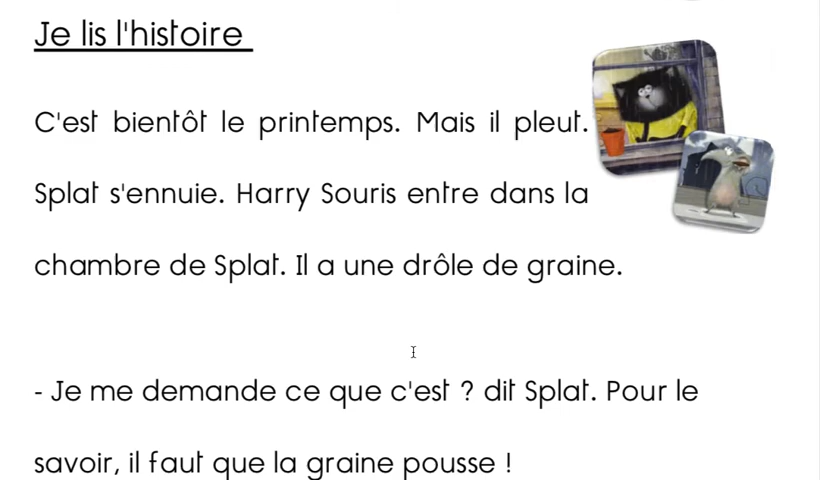 Je lis l'histoire
C'est bientôt le printemps. Mais il pleut.
Splat s'ennuie. Harry Souris entre dans la
chambre de Splat. Il a une drôle de graine.
- Je me demande ce que c'est ? dit Splat. Pour le
savoir, il faut que la graine pousse !